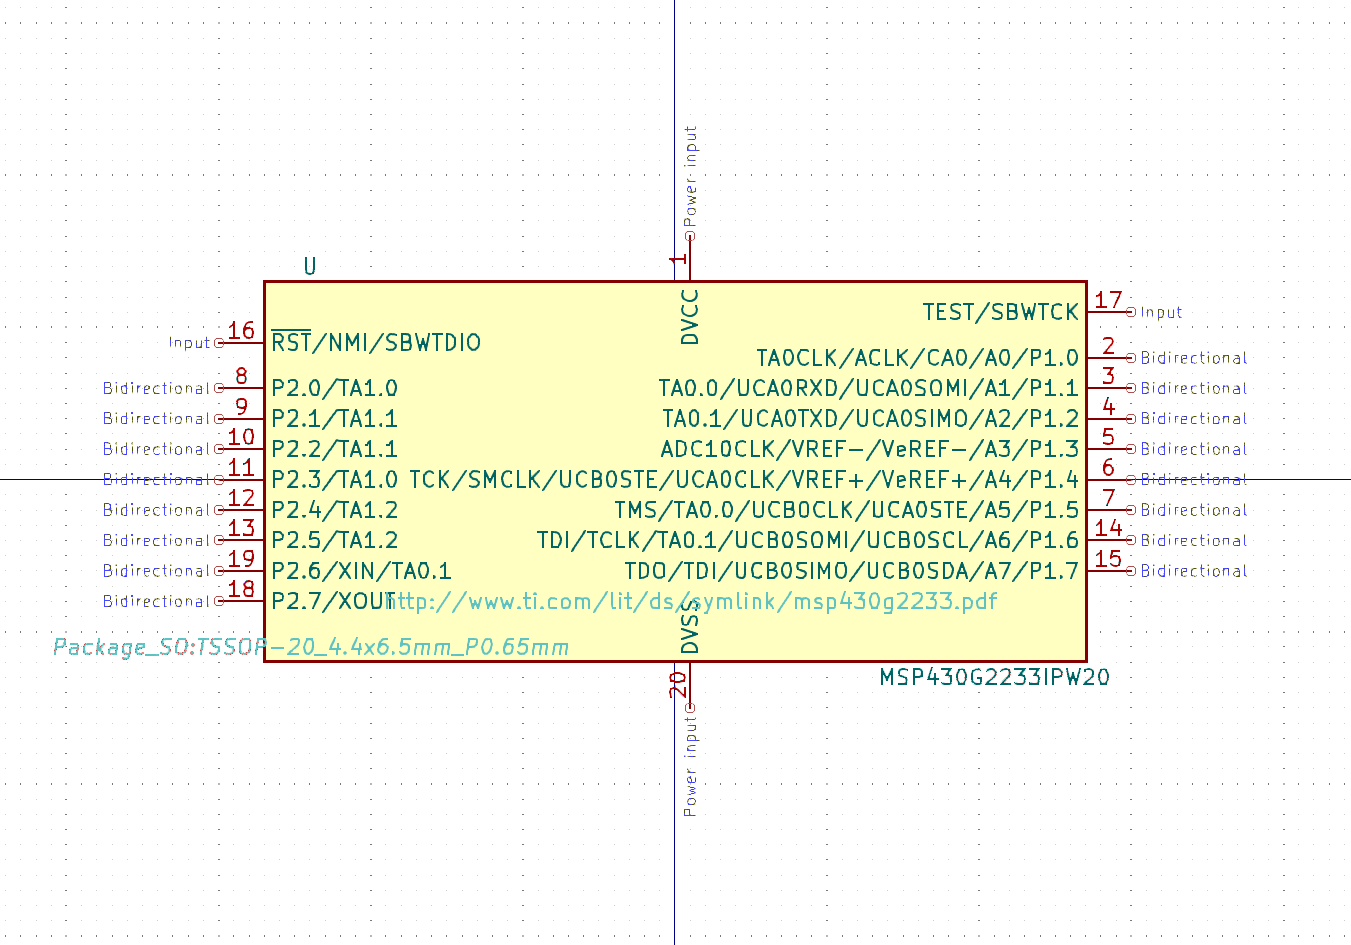 Power input
1
U
DVCC
17
TEST/SBWTCK
Input
16
Input
RST/NMI/SBWTDIO
2
TA0CLK/ACLK/CA0/A0/P1.0
Bidirectional
8
Bidirectional
P2.0/TA1.0
3
TA0.0/UCA0RXD/UCA0SOMI/A1/P1.1
Bidirectional
9
Bidirectional
P2.1/TA1.1
4
TA0.1/UCA0TXD/UCA0SIMO/A2/P1.2
Bidirectional
10
Bidirectional
P2.2/TA1.1
5
ADC10CLK/VREF-/VeREF-/A3/P1.3
Bidirectional
11
Bidirectional
P2.3/TA1.0
6
TCK/SMCLK/UCB0STE/UCA0CLK/VREF+/VeREF+/A4/P1.4
Bidirectional
12
Bidirectional
P2.4/TA1.2
7
TMS/TA0.0/UCB0CLK/UCA0STE/A5/P1.5
Bidirectional
13
Bidirectional
P2.5/TA1.2
14
TDI/TCLK/TA0.1/UCB0SOMI/UCB0SCL/A6/P1.6
Bidirectional
19
Bidirectional
P2.6/XIN/TA0.1
15
TDO/TDI/UCB0SIMO/UCB0SDA/A7/P1.7
Bidirectional
18
Bidirectional
P2.7/XOUT
http://www.ti.com/lit/ds/symlink/msp430g2233.pdf
DVSS
Package_SO:TSSOP-20_4.4x6.5mm_P0.65mm
MSP430G2233IPW20
20
Power input